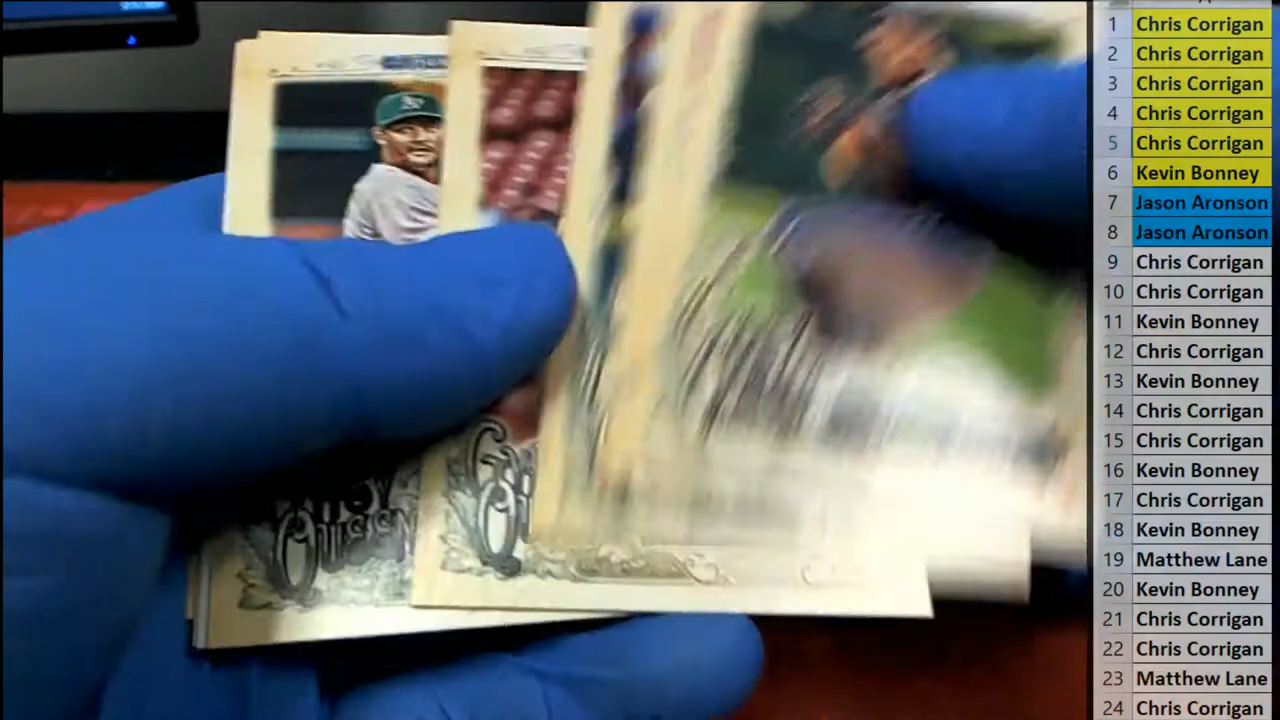 1 Chris Corrigan
2 Chris Corrigan
3 Chris Corrigan
4 Chris Corrigan
5 Chris Corrigan
6 Kevin Bonney
7 Jason Aronson
8 Jason Aronson
9 Chris Corrigan
10 Chris Corrigan
11 Kevin Bonney
12 Chris Corrigan
13 Kevin Bonney
14 Chris Corrigan
15 Chris Corrigan
16 Kevin Bonney
17 Chris Corrigan
18 Kevin Bonney
19 Matthew Lane
20 Kevin Bonney
21 Chris Corrigan
22 Chris Corrigan
23 Matthew Lane
24 Chris Corrigan